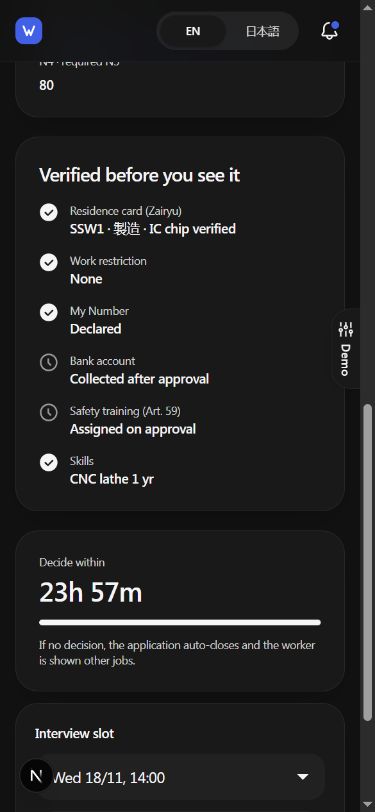 W
EN
日本語
N4 · required N3
80
Verified before you see it
Residence card (Zairyu)
SSW1 · 製造 · IC chip verified
Work restriction
None
My Number
Declared
Demo
Bank account
Collected after approval
Safety training (Art. 59)
Assigned on approval
Skills
CNC lathe 1 yr
Decide within
23h 57m
If no decision, the application auto-closes and the worker
is shown other jobs.
Interview slot
N
Wed 18/11, 14:00